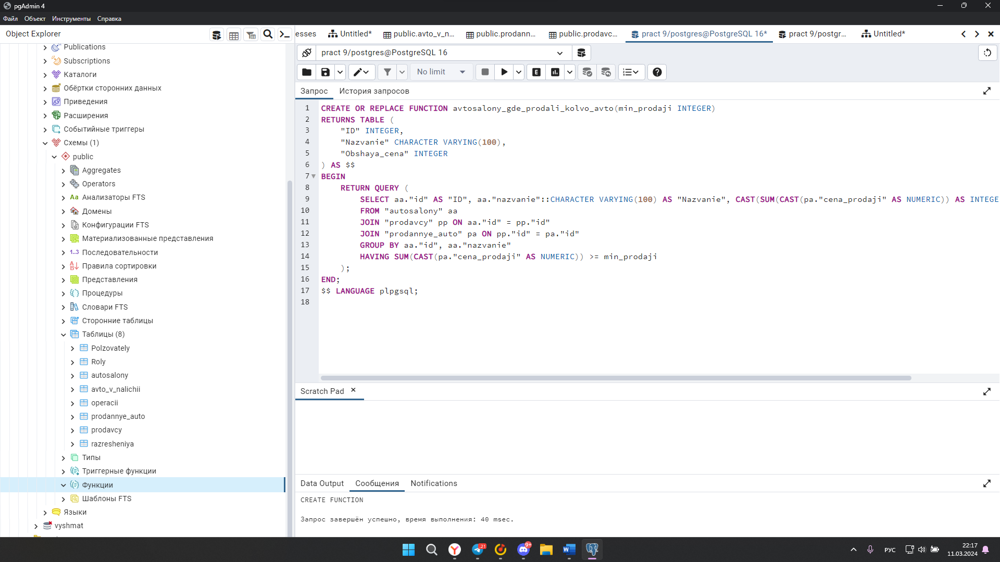 pgAdmin 4
Файл Объект Инструменты Справка
Object Explorer
Publications
Subscriptions
Каталоги
Обёртки сторонних данных
Приведения
Расширения
Событийные триггеры
Схемы (1)
public
Aggregates
Operators
Aa Анализаторы FTS
Домены
Конфигурации FTS
Материализованные представления
1..3 Последовательности
Правила сортировки
Представления
Процедуры
Словари FTS
Сторонние таблицы
Таблицы (8)
Polzovately
Roly
autosalony
avto_v_nalichii
operacii
prodannye_auto
prodavcy
razresheniya
Типы
Триггерные функции
Функции
Шаблоны FTS
Языки
vyshmat
esses Untitled* public.avto_v_n... public.prodann... public.prodavc... pract 9/postgres@PostgreSQL 16* pract 9/postgr... Untitled*
pract 9/postgres@PostgreSQL 16
No limit E
Запрос История запросов
1 CREATE OR REPLACE FUNCTION avtosalony_gde_prodali_kolvo_avto(min_prodaji INTEGER)
2 RETURNS TABLE (
3 "ID" INTEGER,
4 "Nazvanie" CHARACTER VARYING(100),
5 "Obshaya_cena" INTEGER
6 ) AS $$
7 BEGIN
8 RETURN QUERY (
9 SELECT aa."id" AS "ID", aa."nazvanie"::CHARACTER VARYING(100) AS "Nazvanie", CAST(SUM(CAST(pa."cena_prodaji" AS NUMERIC)) AS INTEGE
10 FROM "autosalony" aa
11 JOIN "prodavcy" pp ON aa."id" = pp."id"
12 JOIN "prodannye_auto" pa ON pp."id" = pa."id"
13 GROUP BY aa."id", aa."nazvanie"
14 HAVING SUM(CAST(pa."cena_prodaji" AS NUMERIC)) >= min_prodaji
15 );
16 END;
17 $$ LANGUAGE plpgsql;
18
Scratch Pad
Data Output Сообщения Notifications
CREATE FUNCTION
Запрос завершён успешно, время выполнения: 40 msec.
21 9+ W РУС 22:17
11.03.2024